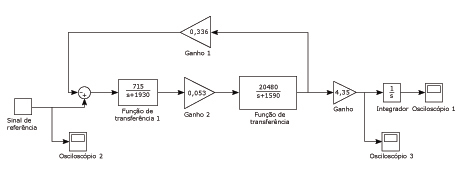 0,336
Ganho 1
-
+
715
s+1930
Função de
transferência 1
0,053
Ganho 2
20480
s+1590
Função de
transferência
4,35
Ganho
1
s
Integrador
Osciloscópio 1
Sinal de
referência
Osciloscópio 2
Osciloscópio 3